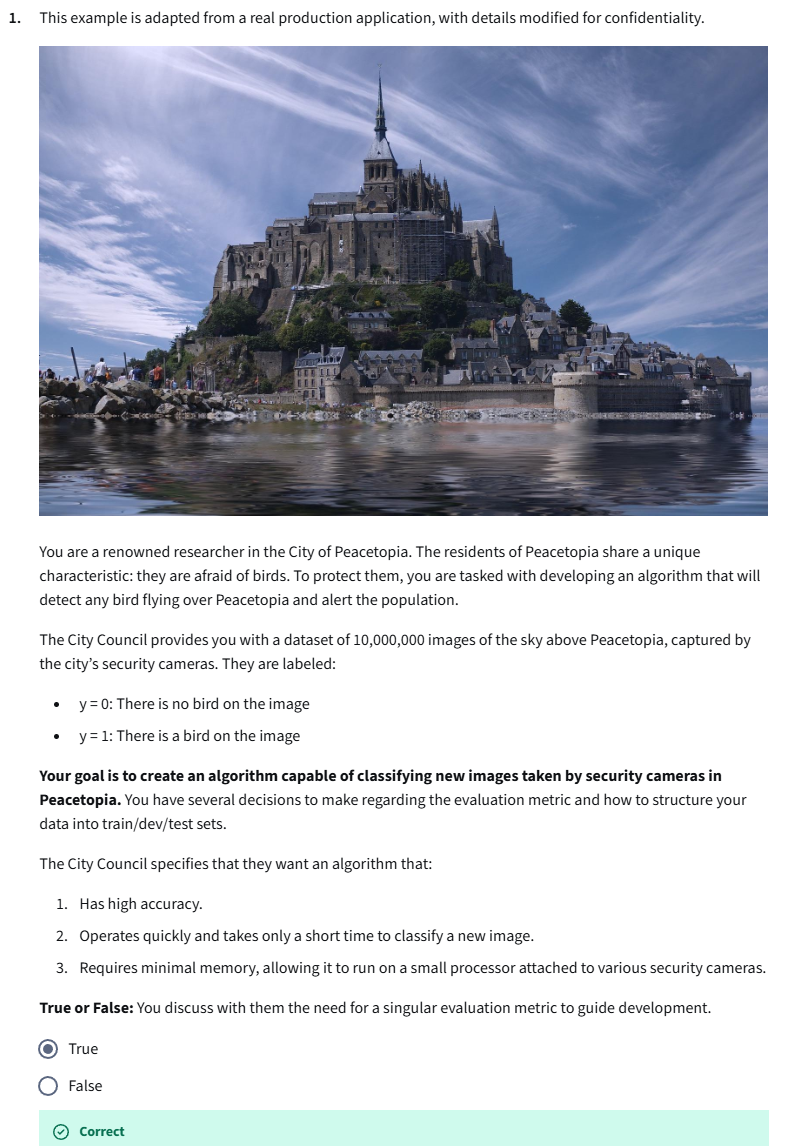 1. This example is adapted from a real production application, with details modified for confidentiality.
You are a renowned researcher in the City of Peacetopia. The residents of Peacetopia share a unique
characteristic: they are afraid of birds. To protect them, you are tasked with developing an algorithm that will
detect any bird flying over Peacetopia and alert the population.
The City Council provides you with a dataset of 10,000,000 images of the sky above Peacetopia, captured by
the city’s security cameras. They are labeled:
• y = 0: There is no bird on the image
• y = 1: There is a bird on the image
Your goal is to create an algorithm capable of classifying new images taken by security cameras in
Peacetopia. You have several decisions to make regarding the evaluation metric and how to structure your
data into train/dev/test sets.
The City Council specifies that they want an algorithm that:
1. Has high accuracy.
2. Operates quickly and takes only a short time to classify a new image.
3. Requires minimal memory, allowing it to run on a small processor attached to various security cameras.
True or False: You discuss with them the need for a singular evaluation metric to guide development.
True
False
Correct